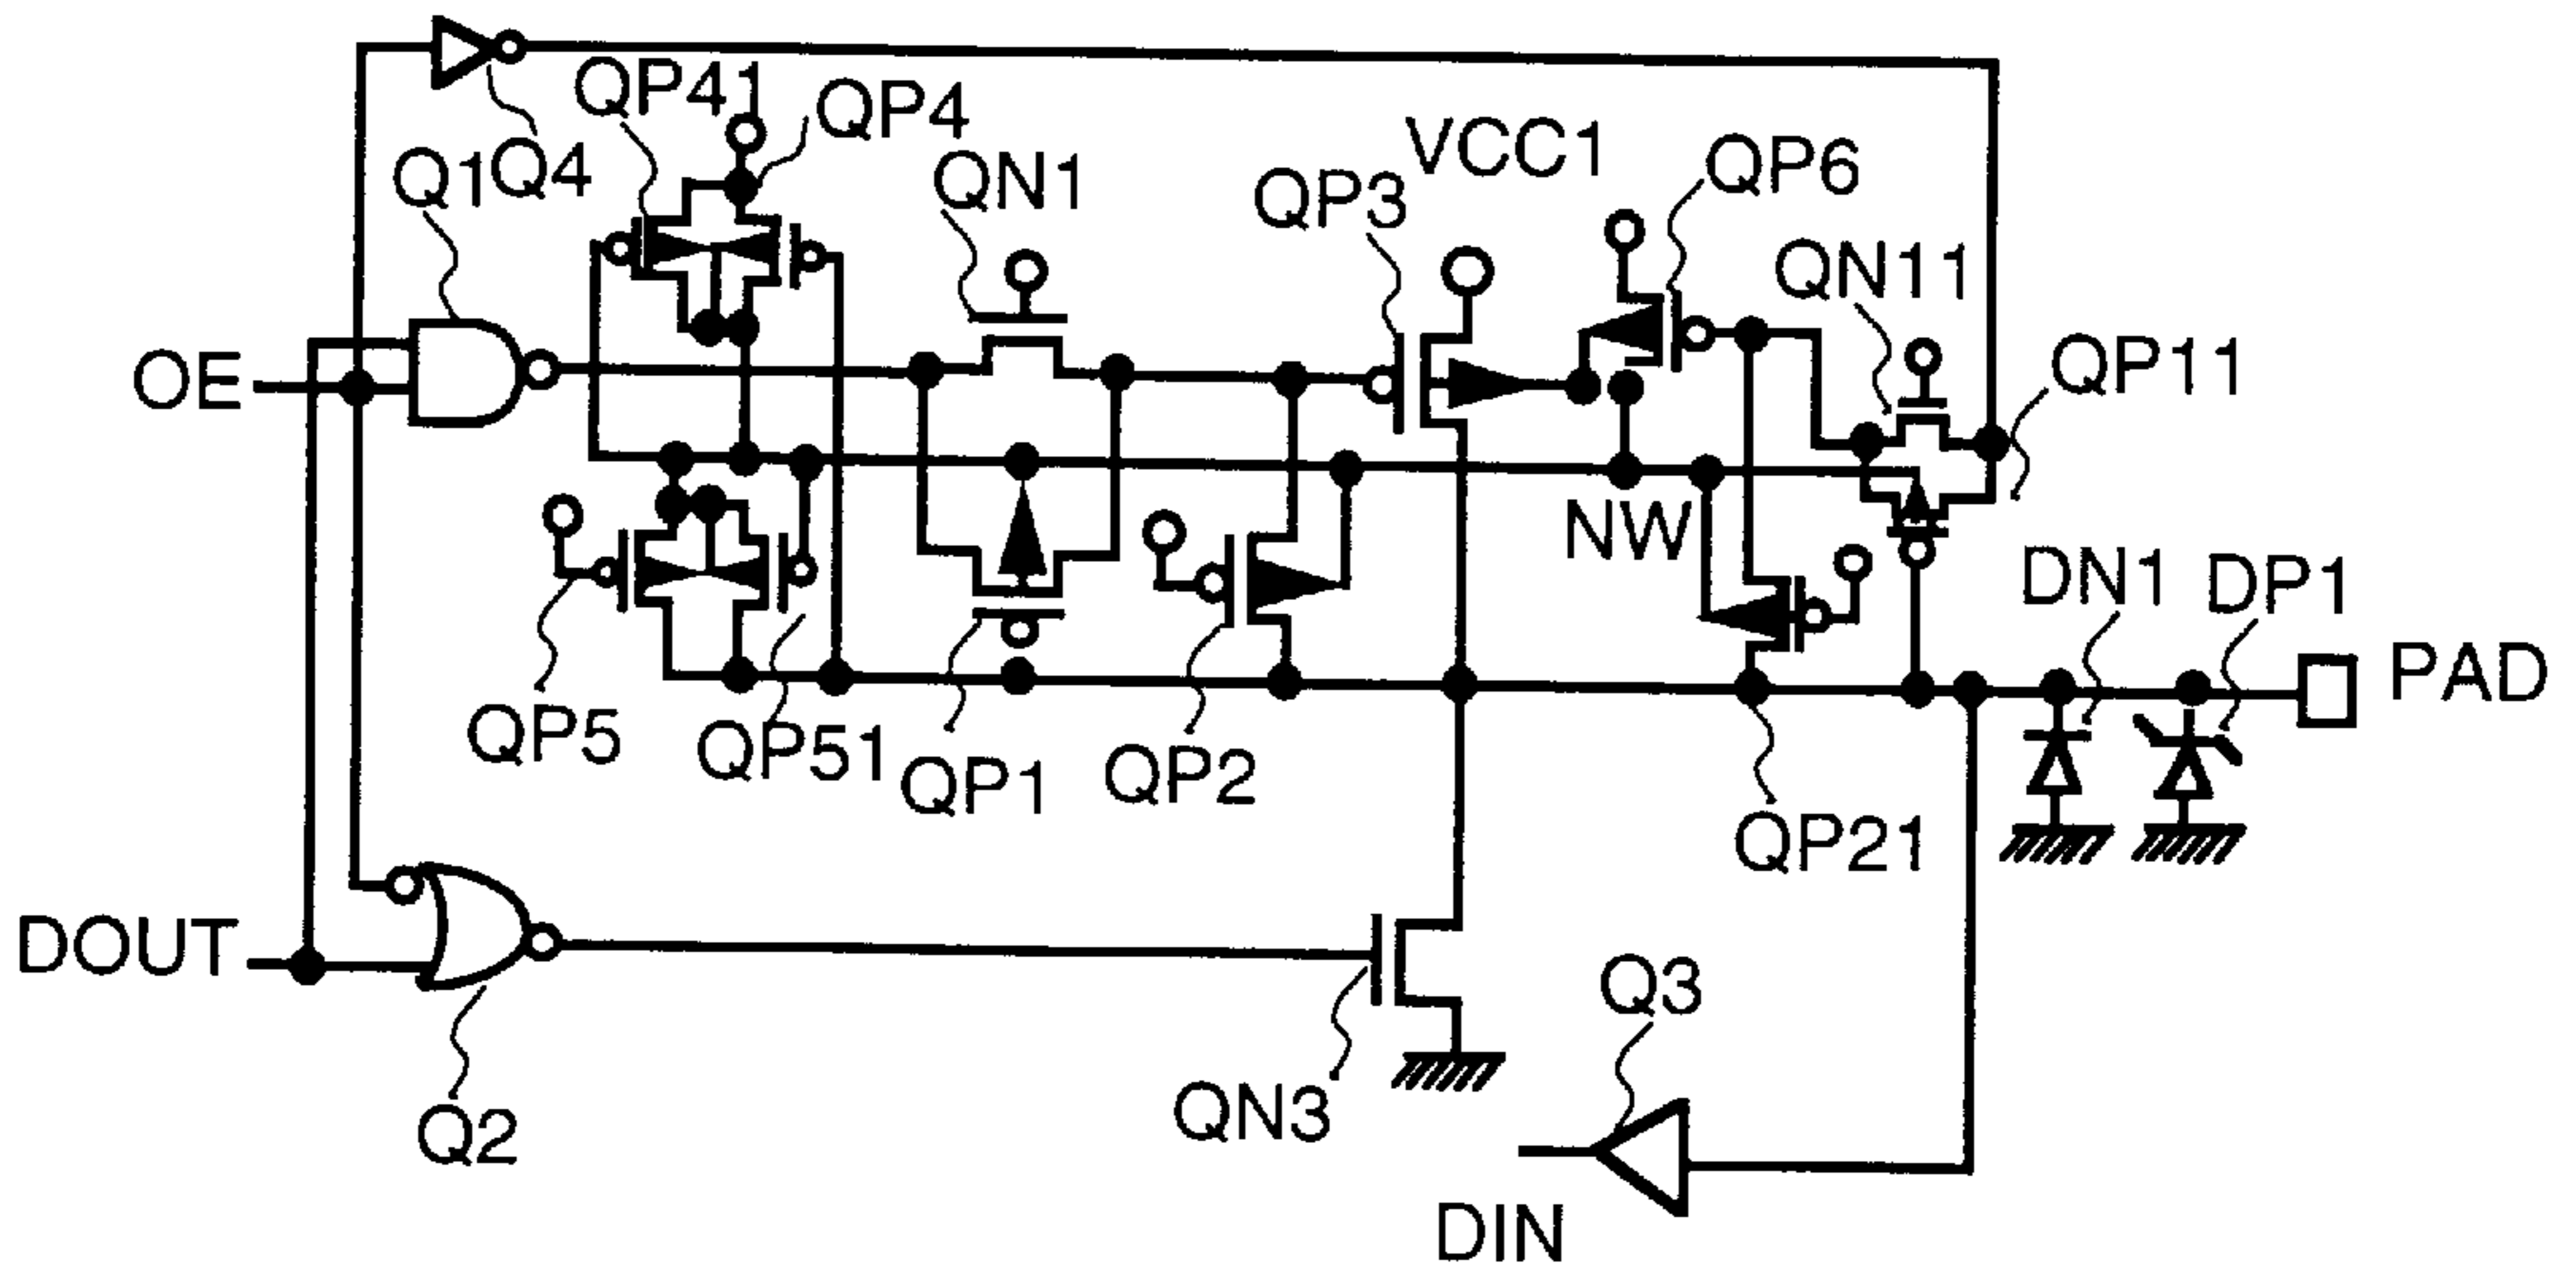 QP41
QP4
Q1
Q4
QN1
QP3
VCC1
QP6
QN11
QP11
OE
NW
DN1
DP1
PAD
QP5
QP51
QP1
QP2
QP21
DOUT
Q2
QN3
Q3
DIN